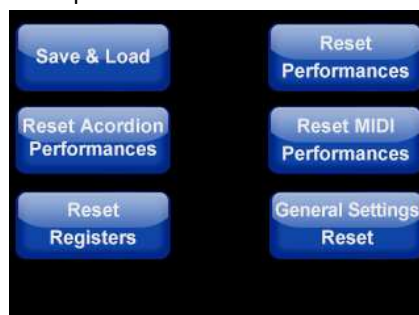 Save & Load
Reset
Performances
Reset Acordion
Performances
Reset MIDI
Performances
Reset
Registers
General Settings
Reset